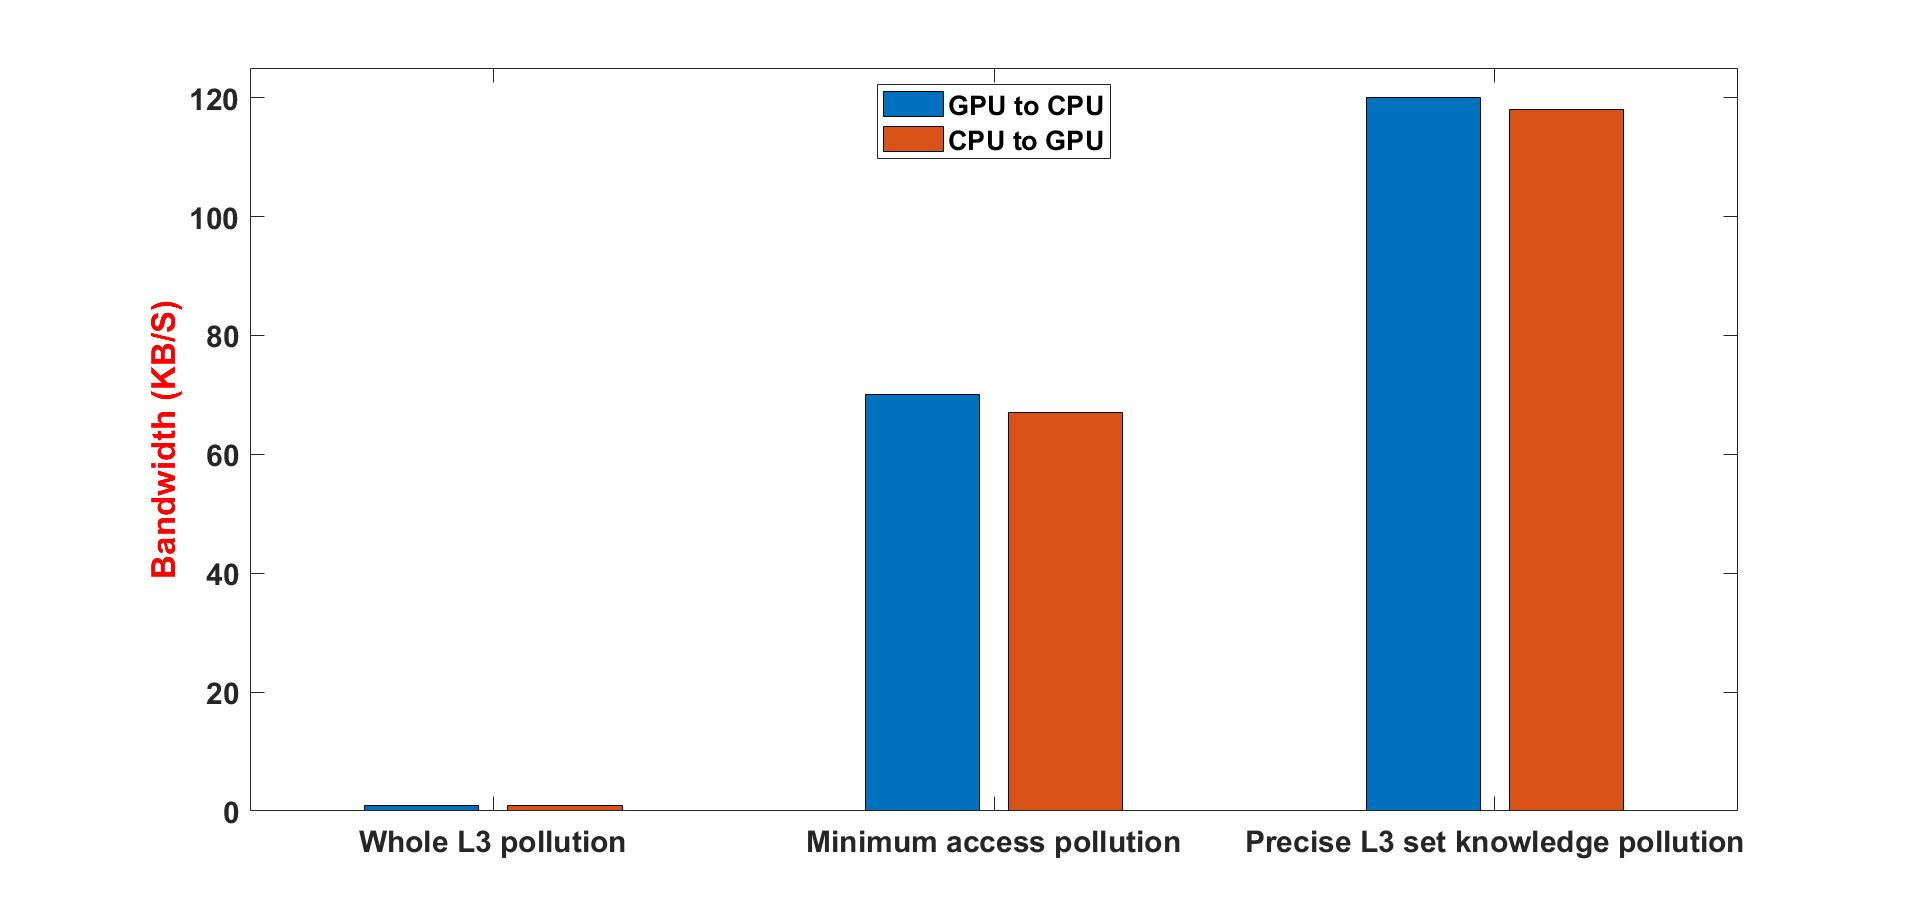 GPU to CPU
CPU to GPU
120
100
80
60
40
20
0
Bandwidth (KB/S)
Whole L3 pollution
Minimum access pollution
Precise L3 set knowledge pollution